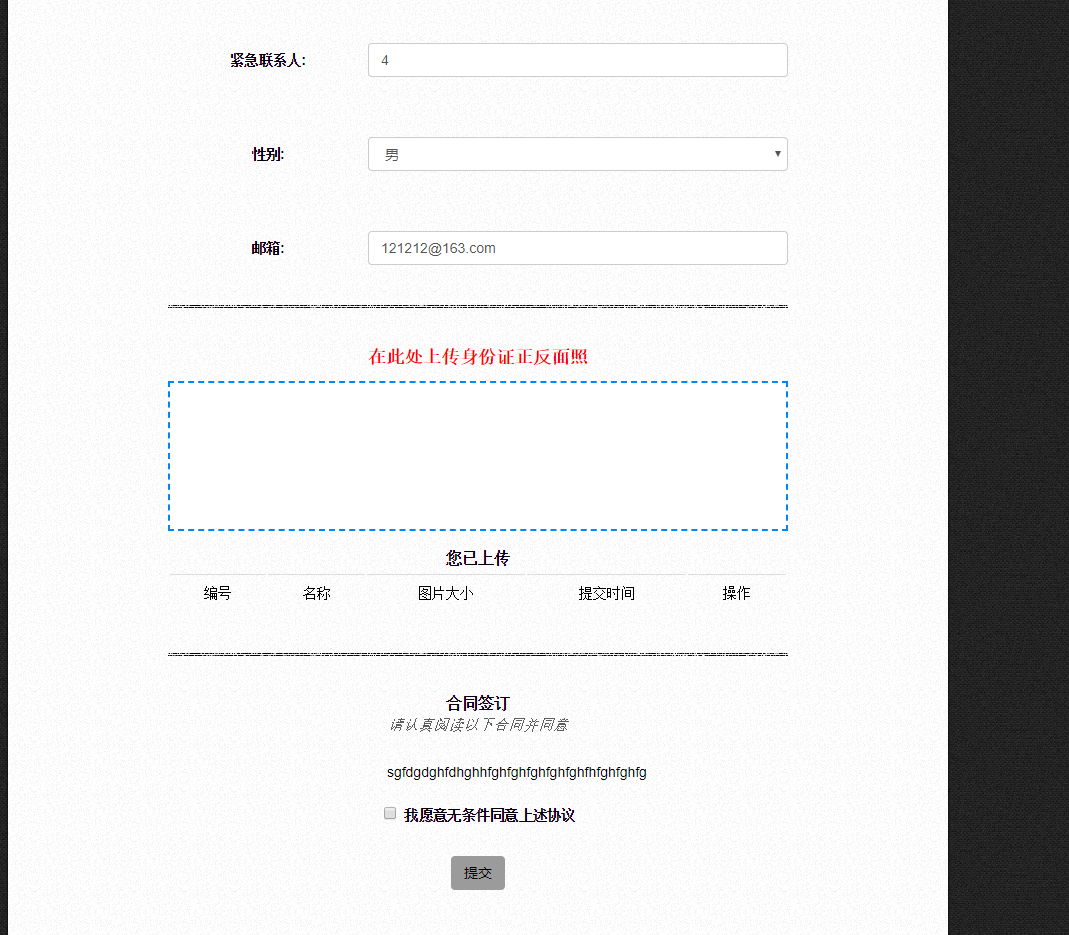 紧急联系人: 4
性别: 男
邮箱: 121212@163.com
在此处上传身份证正反面照
您已上传
编号 名称 图片大小 提交时间 操作
合同签订
请认真阅读以下合同并同意
sgfdgdghfdhghhfghfghfghfghfghfhfghfghfg
我愿意无条件同意上述协议
提交